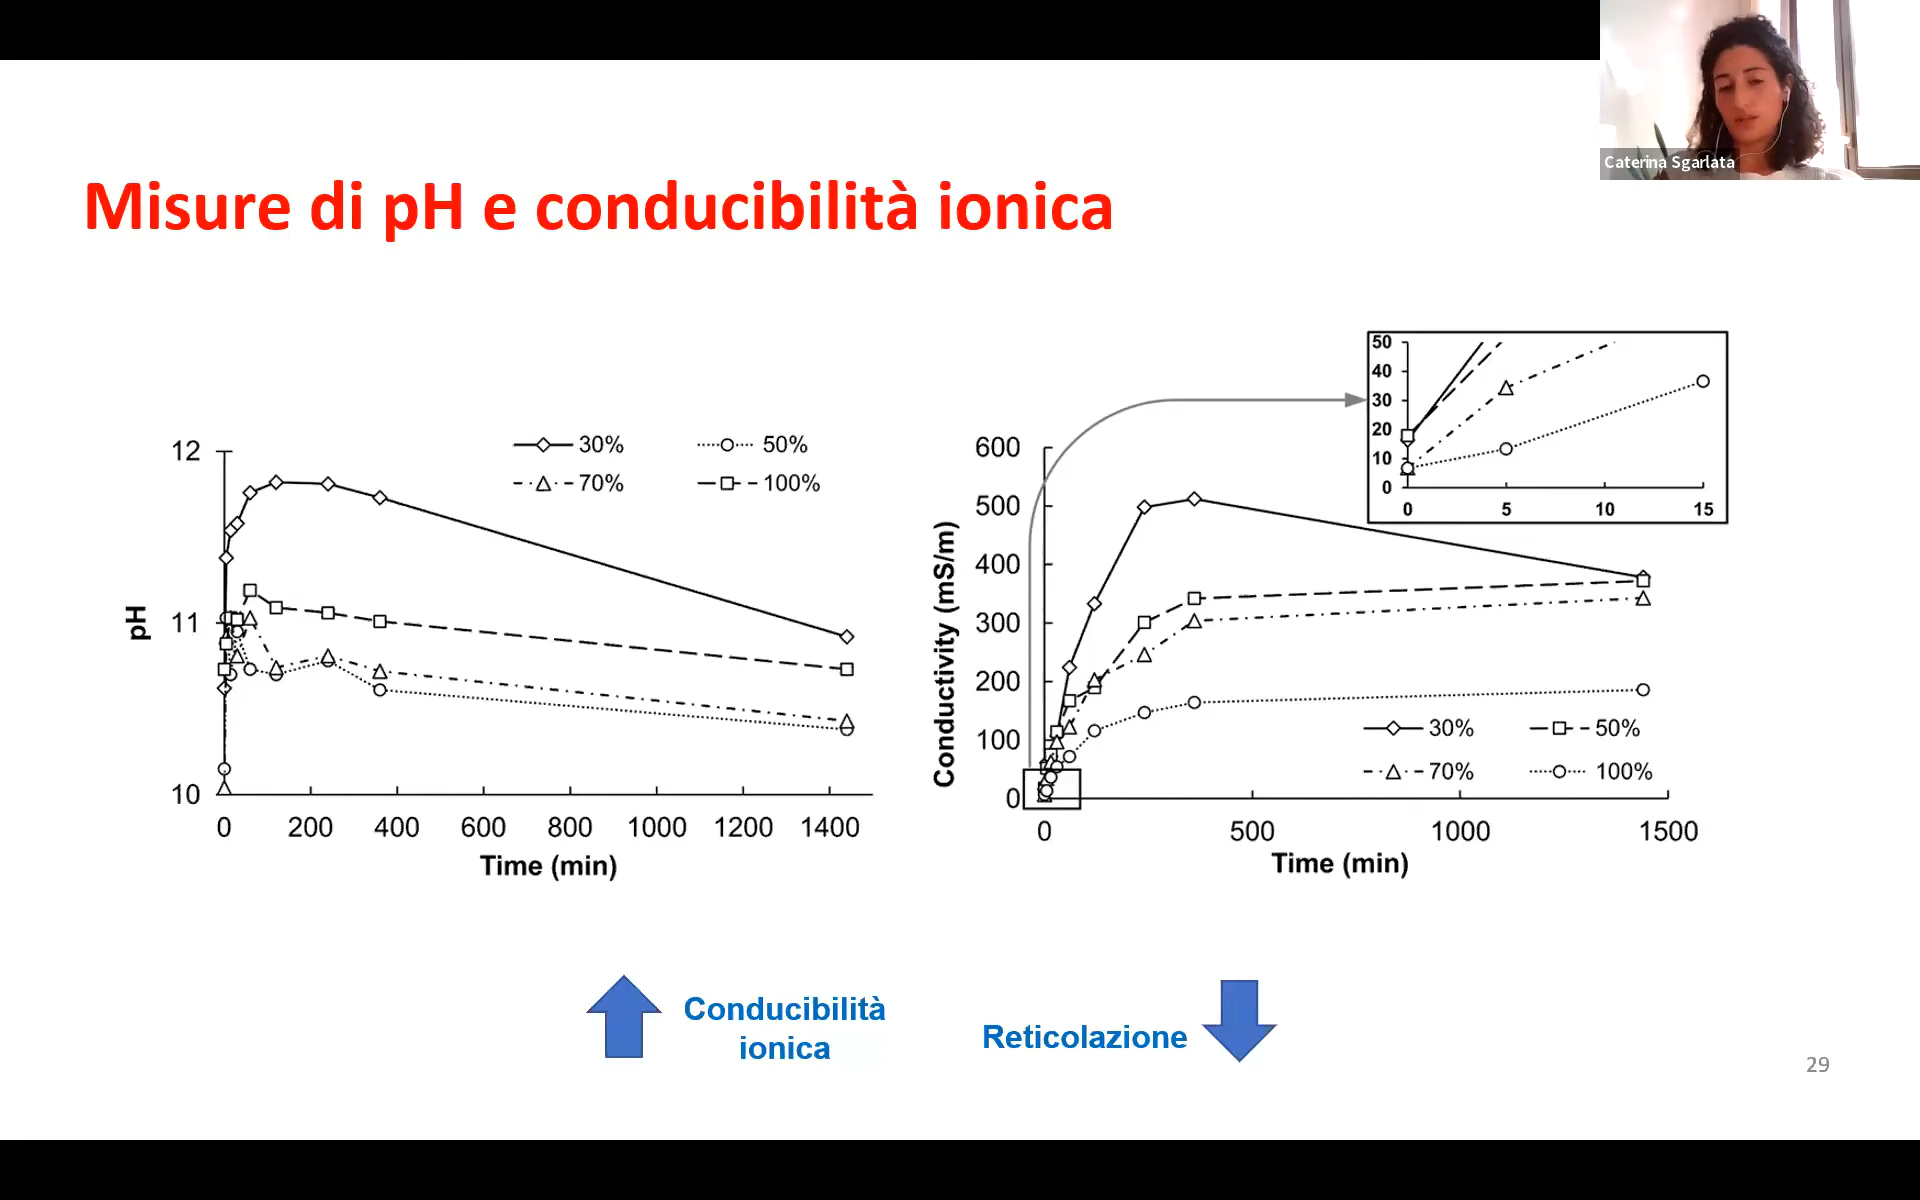 Caterina Sgarlata
Misure di pH e conducibilità ionica
12
11
10
pH
30%
50%
70%
100%
0 200 400 600 800 1000 1200 1400
Time (min)
600
500
400
300
200
100
0
Conductivity (mS/m)
50
40
30
20
10
0
0 5 10 15
30%
50%
70%
100%
0 500 1000 1500
Time (min)
Conducibilità
ionica
Reticolazione
29